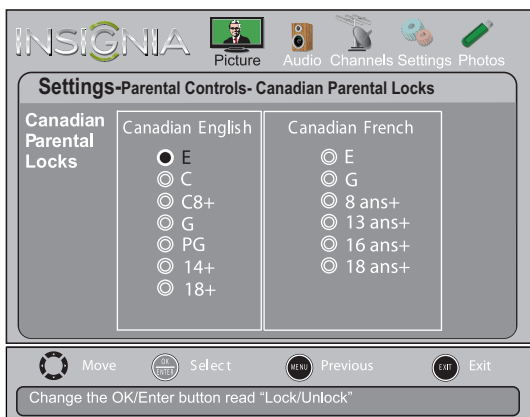 INSIGNIA
Picture Audio Channels Settings Photos
Settings-Parental Controls- Canadian Parental Locks
Canadian Parental Locks
Canadian English
E
C
C8+
G
PG
14+
18+
Canadian French
E
G
8 ans+
13 ans+
16 ans+
18 ans+
Move
OK ENTER Select
MENU Previous
EXIT Exit
Change the OK/Enter button read “Lock/Unlock”